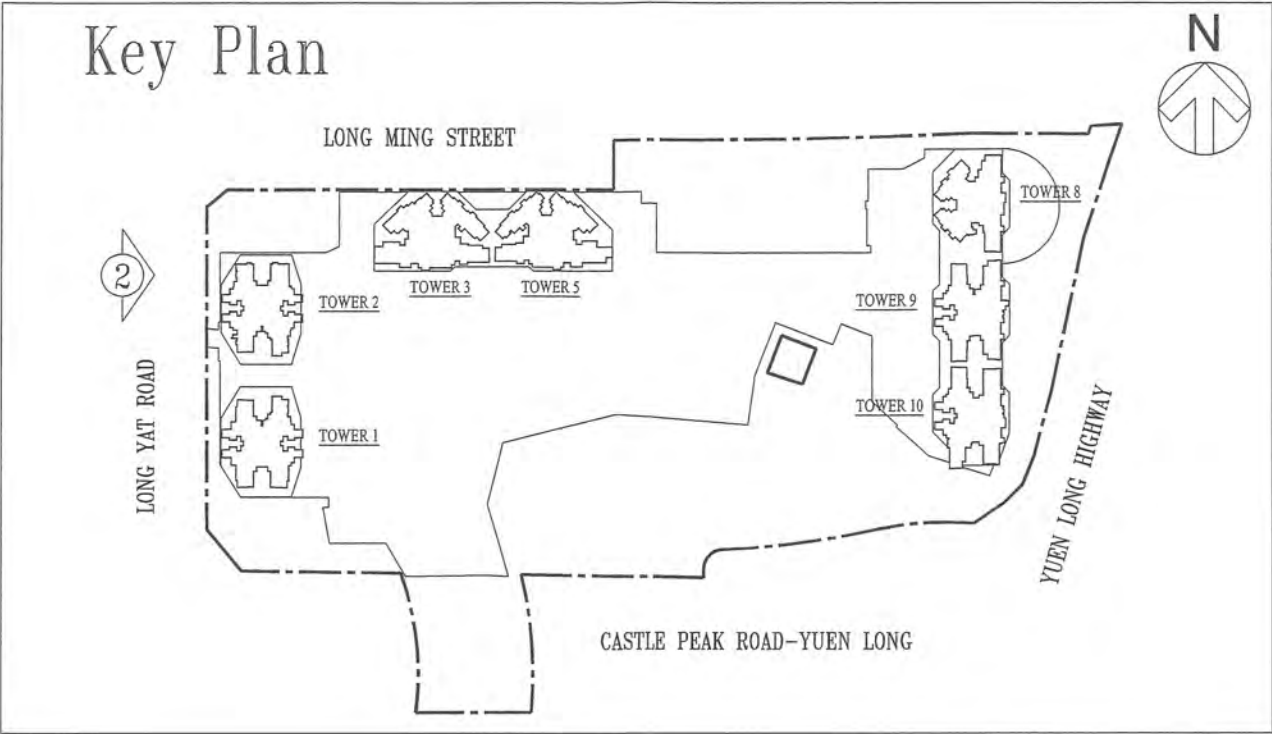 Key Plan
N
LONG MING STREET
TOWER 8
2
TOWER 2
TOWER 3
TOWER 5
TOWER 9
LONG YAT ROAD
TOWER 1
TOWER 10
YUEN LONG HIGHWAY
CASTLE PEAK ROAD-YUEN LONG